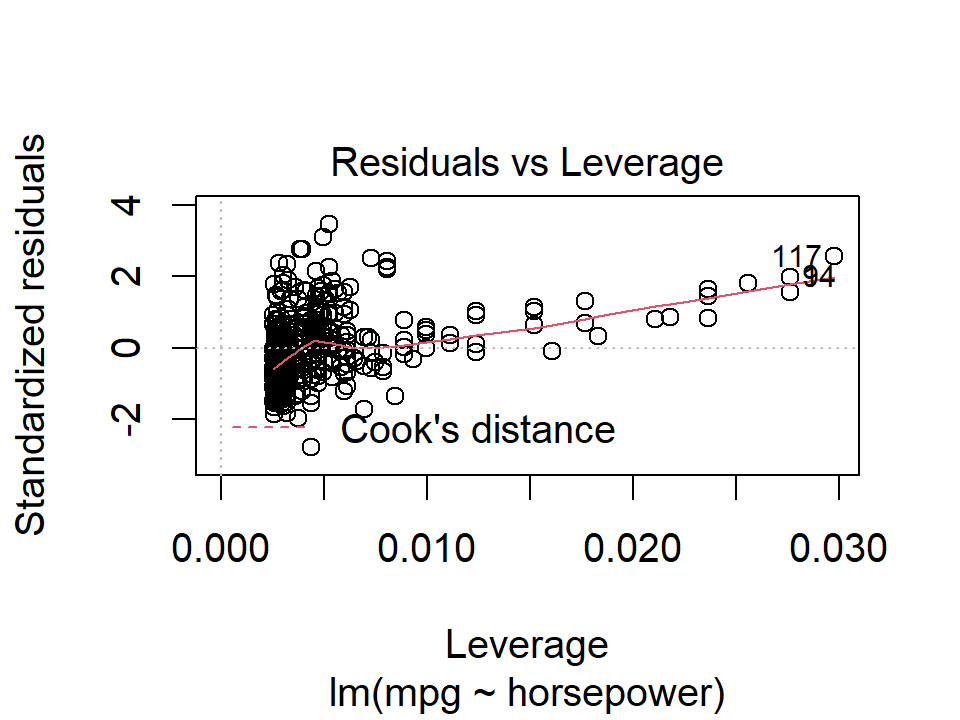 Residuals vs Leverage
Standardized residuals
4
2
0
-2
117
94
Cook's distance
0.000 0.010 0.020 0.030
Leverage
lm(mpg ~ horsepower)